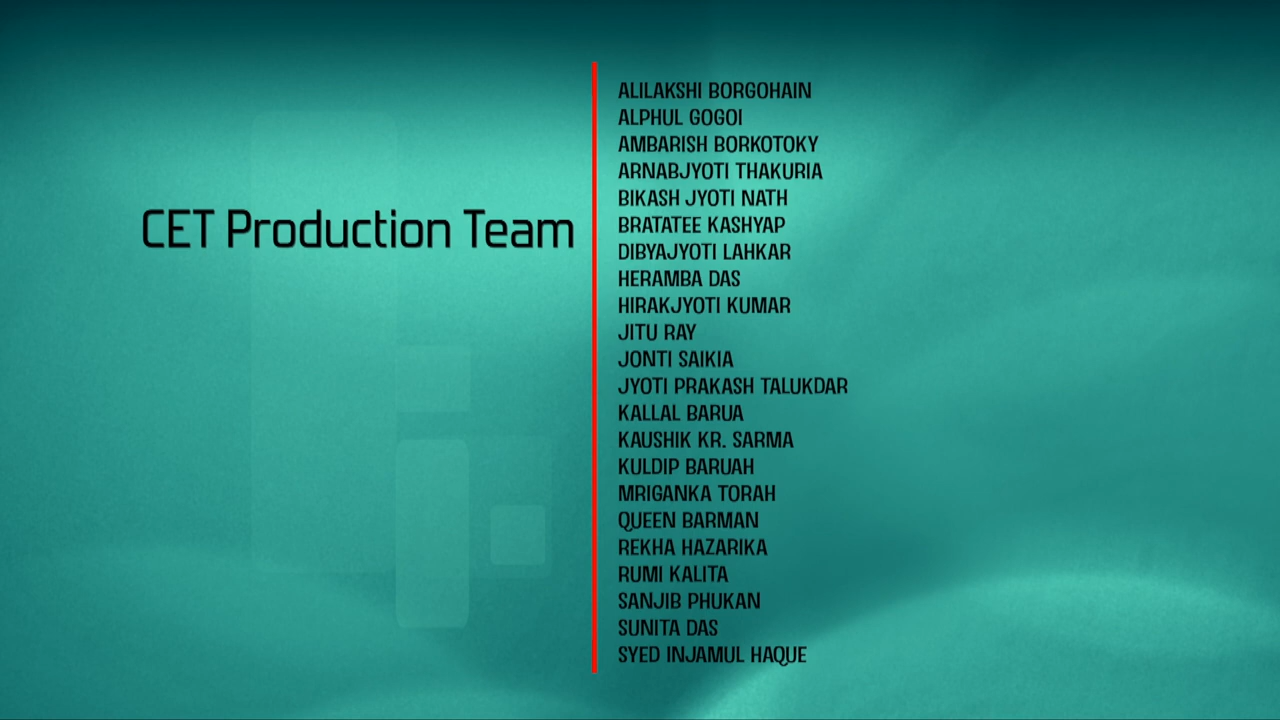 CET Production Team
ALILAKSHI BORGOHAIN
ALPHUL GOGOI
AMBARISH BORKOTOKY
ARNABJYOTI THAKURIA
BIKASH JYOTI NATH
BRATATEE KASHYAP
DIBYAJYOTI LAHKAR
HERAMBA DAS
HIRAKJYOTI KUMAR
JITU RAY
JONTI SAIKIA
JYOTI PRAKASH TALUKDAR
KALLAL BARUA
KAUSHIK KR. SARMA
KULDIP BARUAH
MRIGANKA TORAH
QUEEN BARMAN
REKHA HAZARIKA
RUMI KALITA
SANJIB PHUKAN
SUNITA DAS
SYED INJAMUL HAQUE